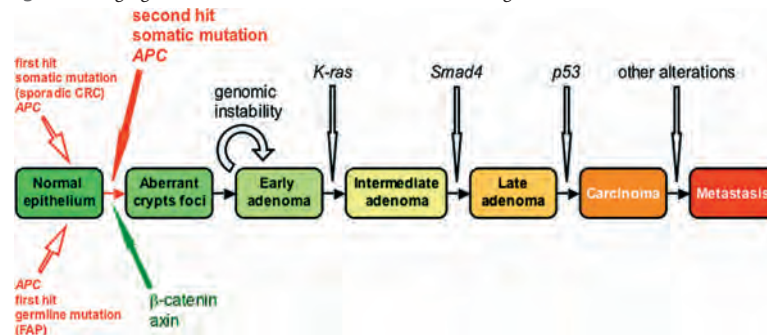 second hit
somatic mutation
APC
first hit
somatic mutation
(sporadic CRC)
APC
genomic
instability
K-ras
Smad4
p53
other alterations
Normal
epithelium
Aberrant
crypts foci
Early
adenoma
Intermediate
adenoma
Late
adenoma
Carcinoma
Metastasis
APC
first hit
germline mutation
(FAP)
β-catenin
axin